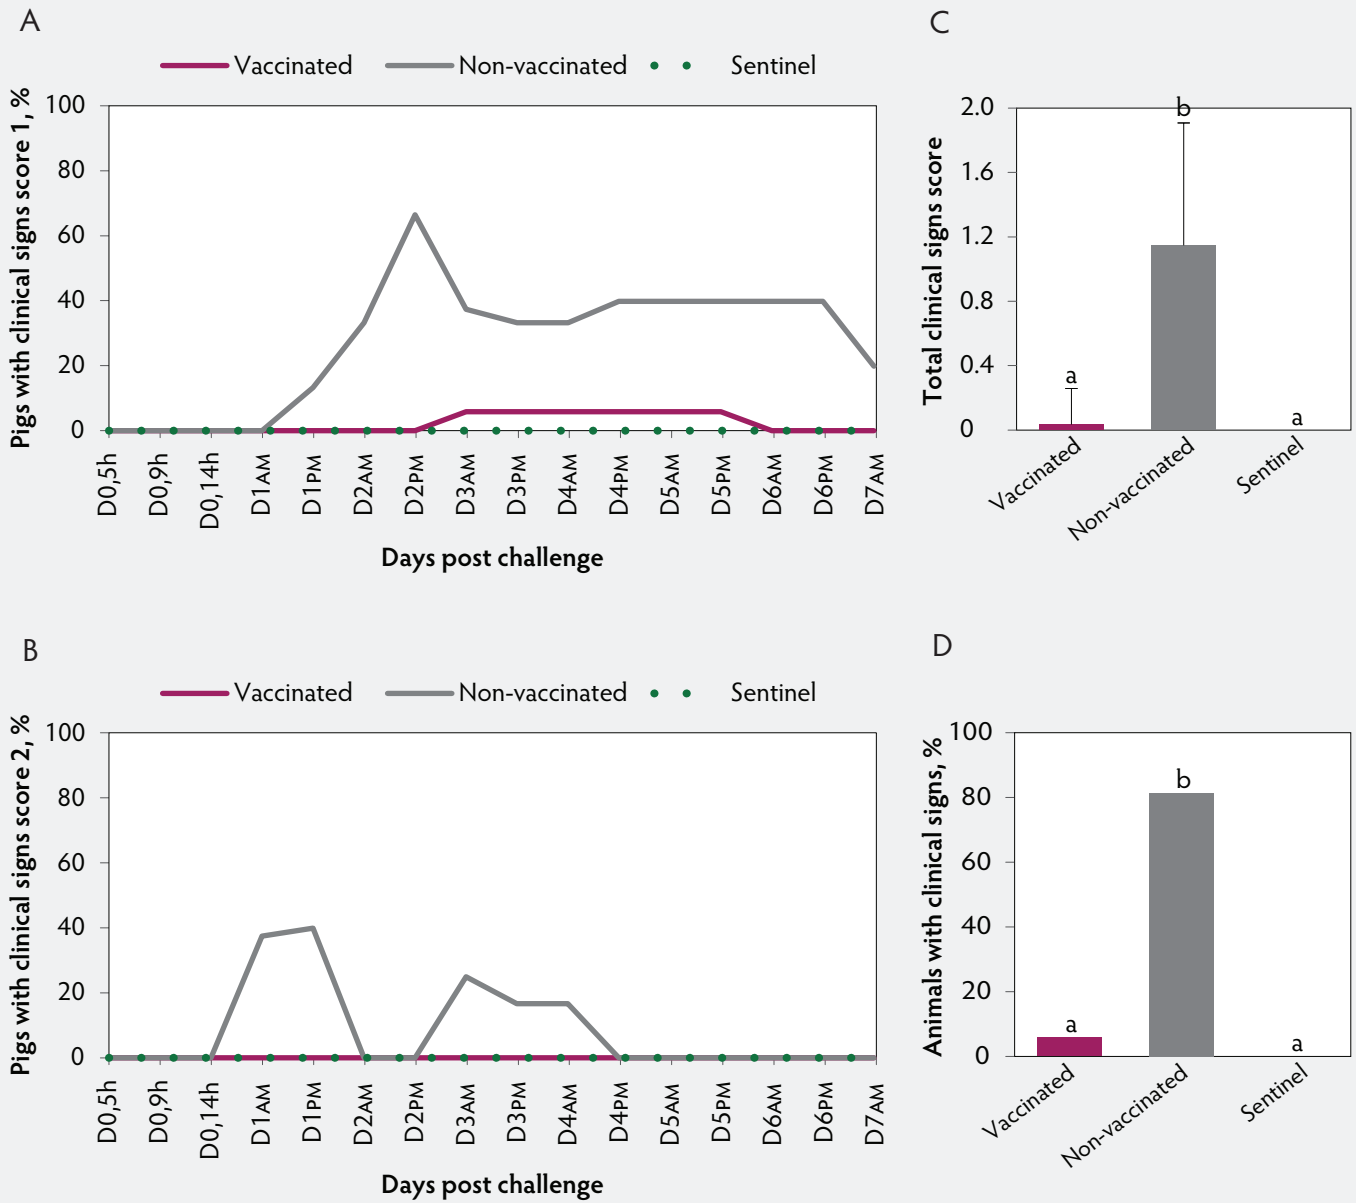 A
Vaccinated Non-vaccinated Sentinel
Pigs with clinical signs score 1, %
100
80
60
40
20
0
D0,5h D0,9h D0,14h D1AM D1PM D2AM D2PM D3AM D3PM D4AM D4PM D5AM D5PM D6AM D6PM D7AM
Days post challenge
C
Total clinical signs score
2.0
1.6
1.2
0.8
0.4
0
a b a
Vaccinated Non-vaccinated Sentinel
B
Vaccinated Non-vaccinated Sentinel
Pigs with clinical signs score 2, %
100
80
60
40
20
0
D0,5h D0,9h D0,14h D1AM D1PM D2AM D2PM D3AM D3PM D4AM D4PM D5AM D5PM D6AM D6PM D7AM
Days post challenge
D
Animals with clinical signs, %
100
80
60
40
20
0
a b a
Vaccinated Non-vaccinated Sentinel